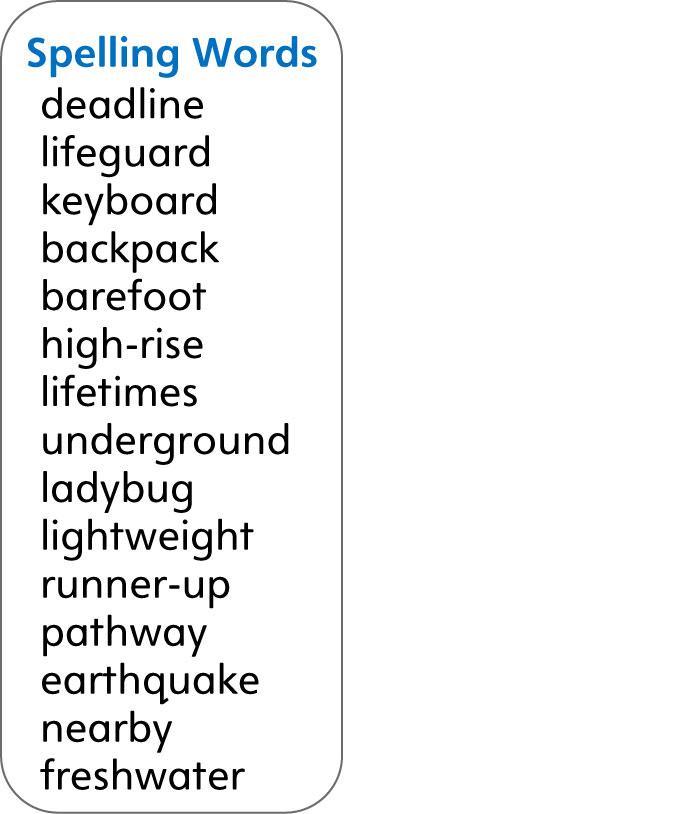 Spelling Words
deadline
lifeguard
keyboard
backpack
barefoot
high-rise
lifetimes
underground
ladybug
lightweight
runner-up
pathway
earthquake
nearby
freshwater